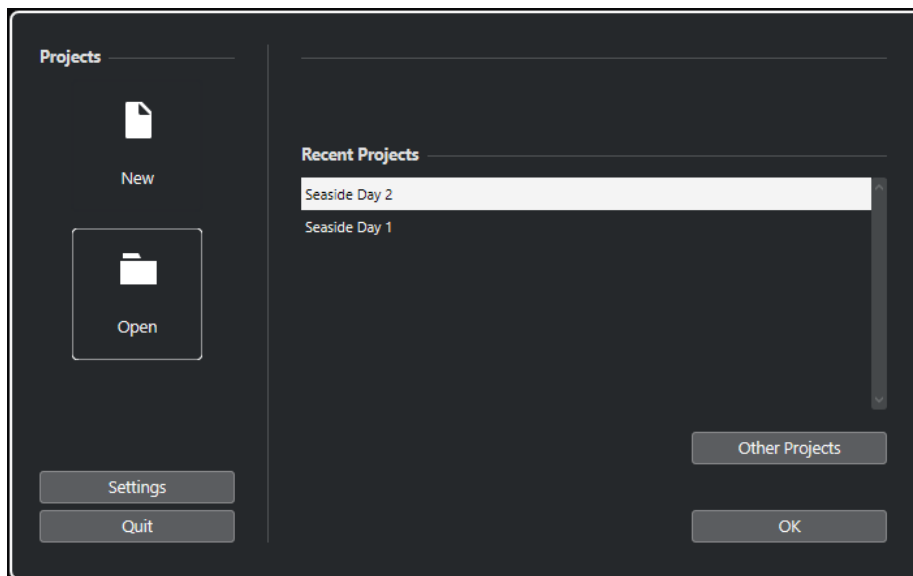 Projects
New
Open
Settings
Quit
Recent Projects
Seaside Day 2
Seaside Day 1
Other Projects
OK